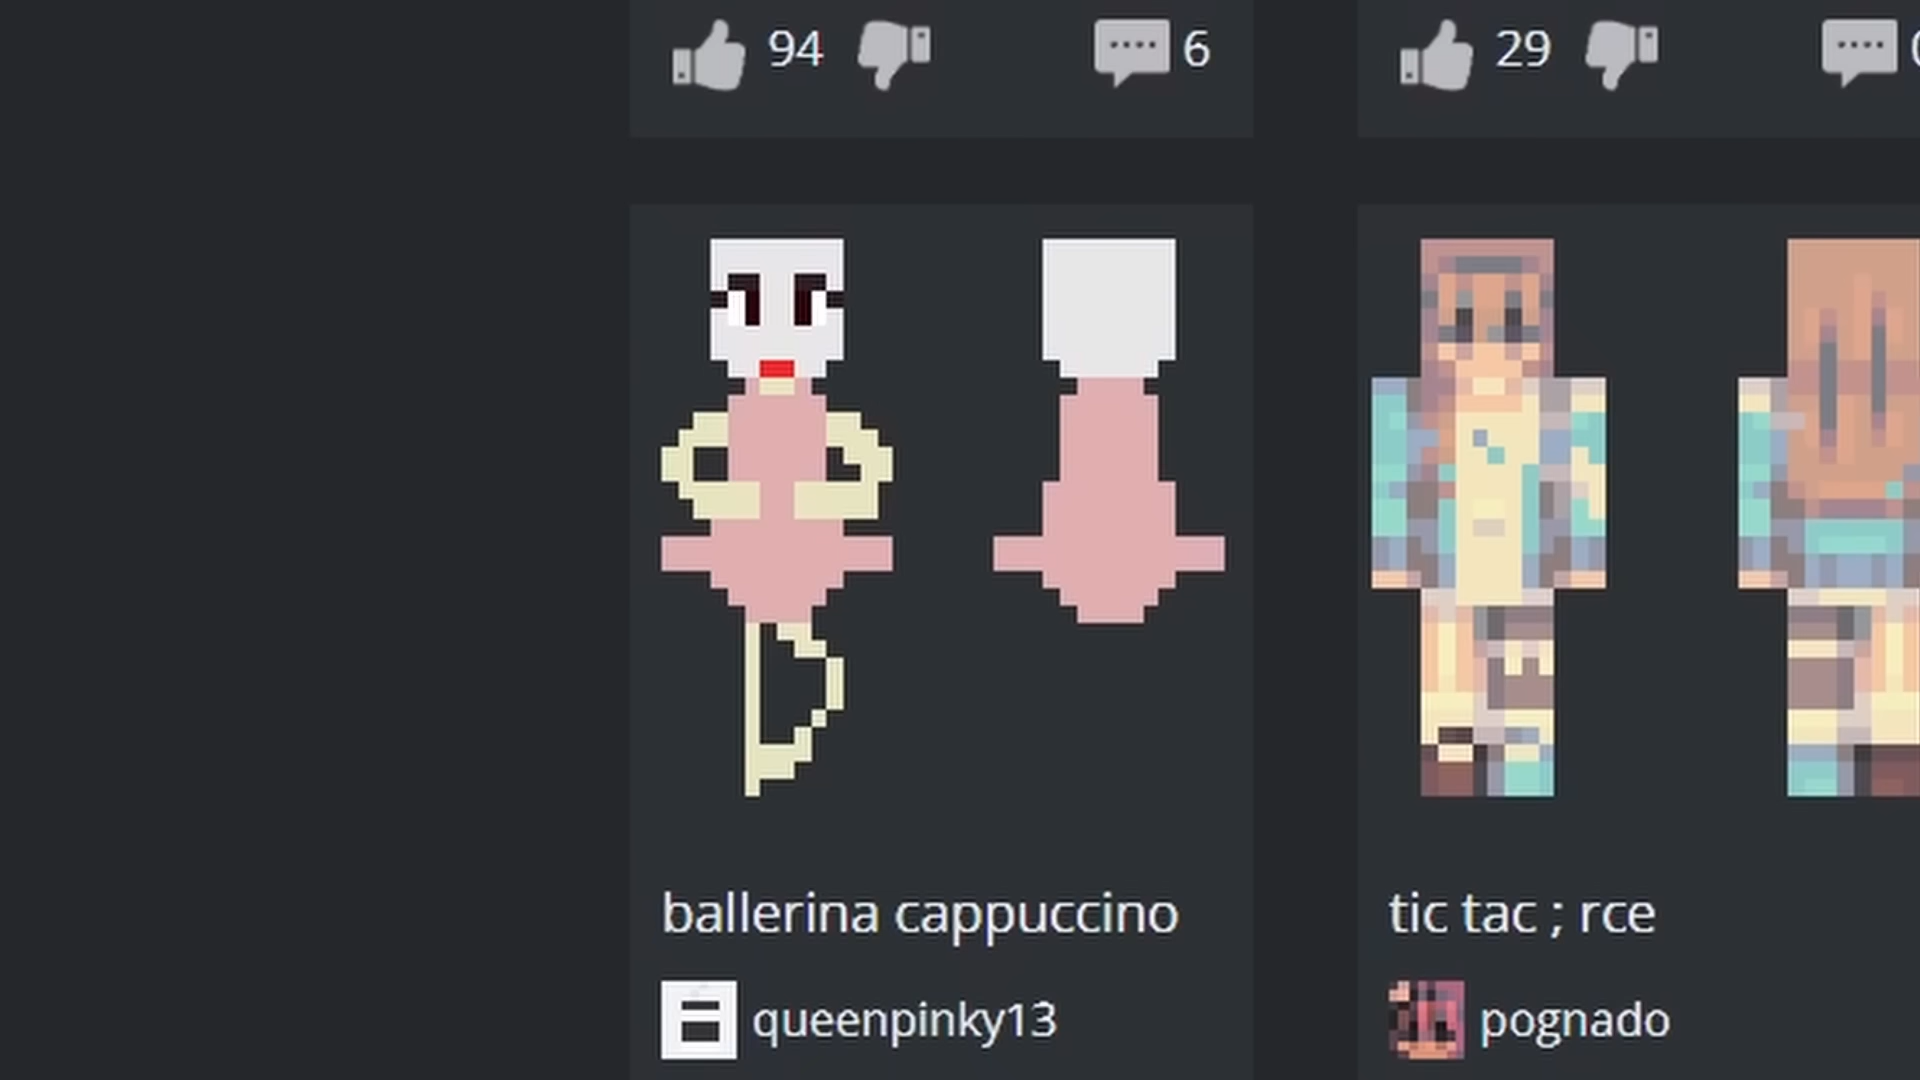 94 6 29
ballerina cappuccino
tic tac ; rce
queenpinky13
pognado